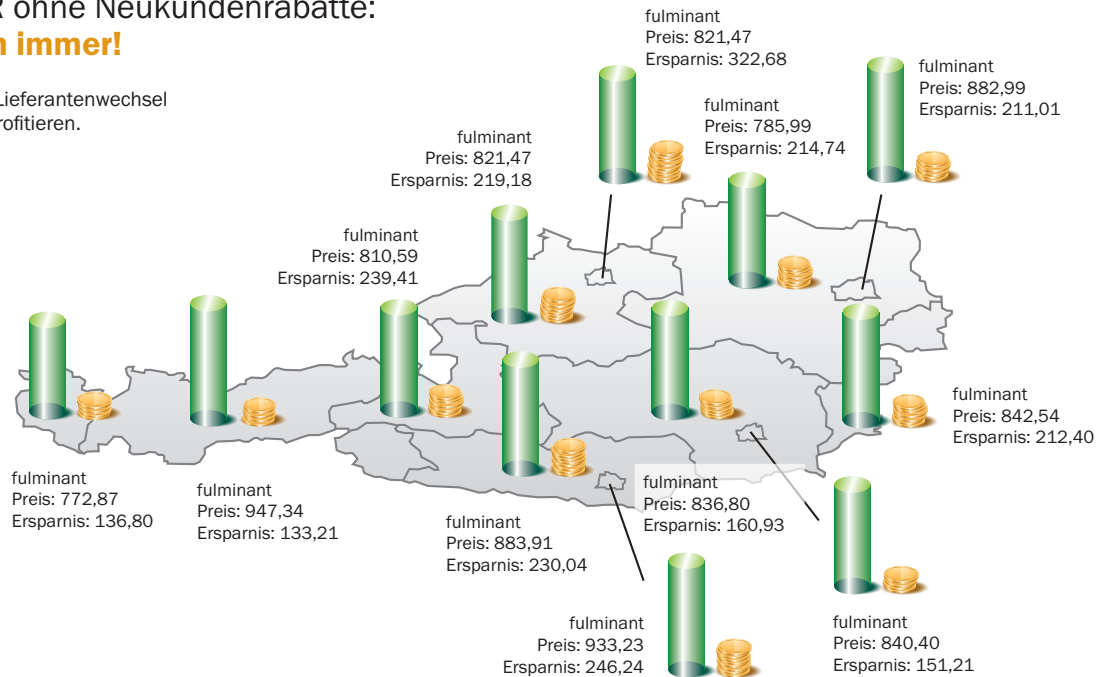 ohne Neukundenrabatte:
immer!
Lieferantenwechsel
fulminant
Preis: 821,47
Ersparnis: 322,68
fulminant
Preis: 882,99
Ersparnis: 211,01
fulminant
Preis: 785,99
Ersparnis: 214,74
fulminant
Preis: 821,47
Ersparnis: 219,18
fulminant
Preis: 810,59
Ersparnis: 239,41
fulminant
Preis: 842,54
Ersparnis: 212,40
fulminant
Preis: 772,87
Ersparnis: 136,80
fulminant
Preis: 947,34
Ersparnis: 133,21
fulminant
Preis: 883,91
Ersparnis: 230,04
fulminant
Preis: 836,80
Ersparnis: 160,93
fulminant
Preis: 933,23
Ersparnis: 246,24
fulminant
Preis: 840,40
Ersparnis: 151,21